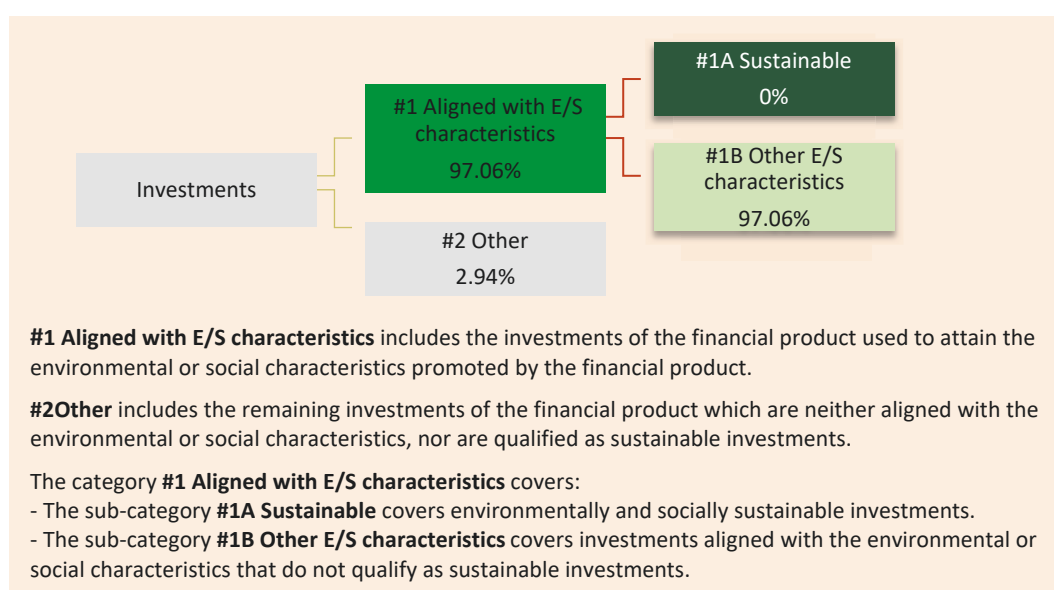 #1A Sustainable
0%
#1 Aligned with E/S
characteristics
97.06%
#1B Other E/S
characteristics
97.06%
Investments
#2 Other
2.94%
#1 Aligned with E/S characteristics includes the investments of the financial product used to attain the
environmental or social characteristics promoted by the financial product.
#2Other includes the remaining investments of the financial product which are neither aligned with the
environmental or social characteristics, nor are qualified as sustainable investments.
The category #1 Aligned with E/S characteristics covers:
- The sub-category #1A Sustainable covers environmentally and socially sustainable investments.
- The sub-category #1B Other E/S characteristics covers investments aligned with the environmental or
social characteristics that do not qualify as sustainable investments.